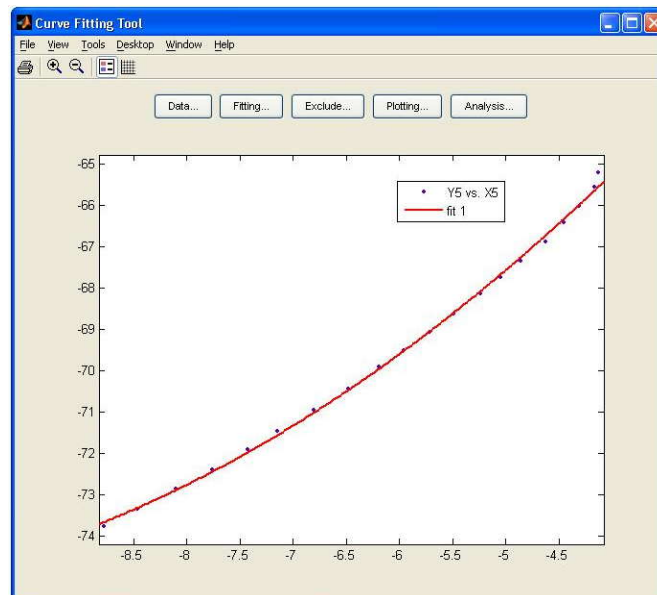 Curve Fitting Tool
File View Tools Desktop Window Help
Data... Fitting... Exclude... Plotting... Analysis...
-65
Y5 vs. X5
fit 1
-66
-67
-68
-69
-70
-71
-72
-73
-74
-8.5 -8 -7.5 -7 -6.5 -6 -5.5 -5 -4.5